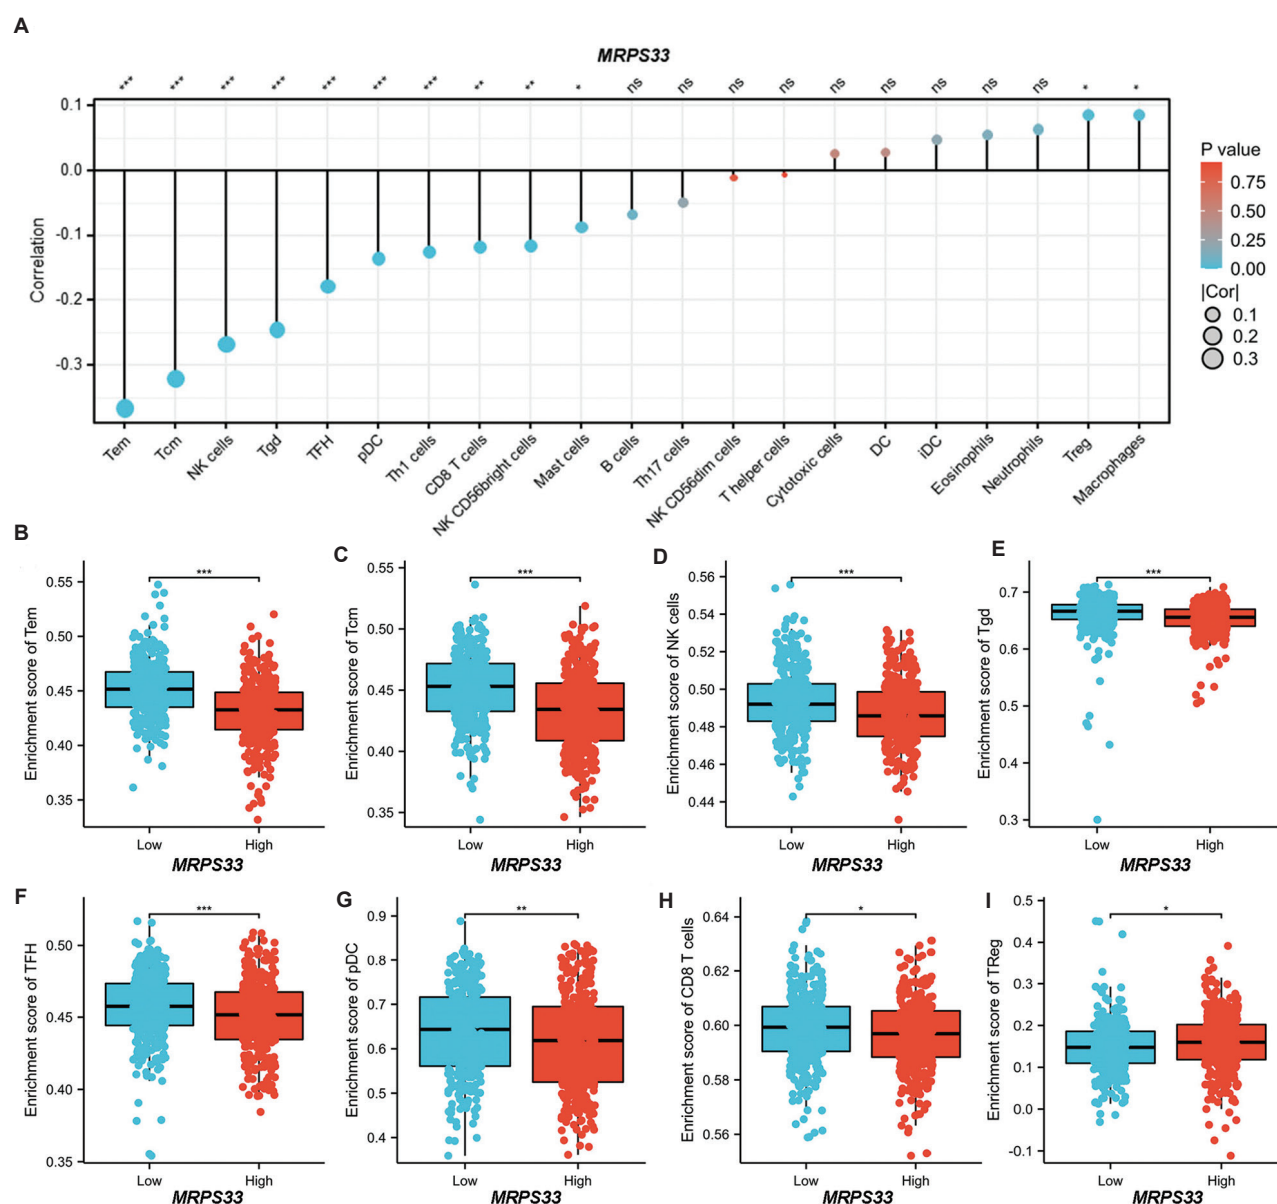 A
MRPS33
*** *** *** *** *** *** *** ** ** * ns ns ns ns ns ns ns ns ns * *
0.1
0.0
-0.1
-0.2
-0.3
Correlation
Tem Tcm NK cells Tgd TFH pDC Th1 cells CD8 T cells NK CD56bright cells Mast cells B cells Th17 cells NK CD56dim cells T helper cells Cytotoxic cells DC iDC Eosinophils Neutrophils Treg Macrophages
P value
0.75
0.50
0.25
0.00
|Cor|
0.1
0.2
0.3
B
***
Enrichment score of Tem
0.55
0.50
0.45
0.40
0.35
Low High
MRPS33
C
***
Enrichment score of Tcm
0.55
0.50
0.45
0.40
0.35
Low High
MRPS33
D
***
Enrichment score of NK cells
0.56
0.54
0.52
0.50
0.48
0.46
0.44
Low High
MRPS33
E
***
Enrichment score of Tgd
0.7
0.6
0.5
0.4
0.3
Low High
MRPS33
F
***
Enrichment score of TFH
0.50
0.45
0.40
0.35
Low High
MRPS33
G
**
Enrichment score of pDC
0.9
0.8
0.7
0.6
0.5
0.4
Low High
MRPS33
H
*
Enrichment score of CD8 T cells
0.64
0.62
0.60
0.58
0.56
Low High
MRPS33
I
*
Enrichment score of TReg
0.5
0.4
0.3
0.2
0.1
0.0
-0.1
Low High
MRPS33